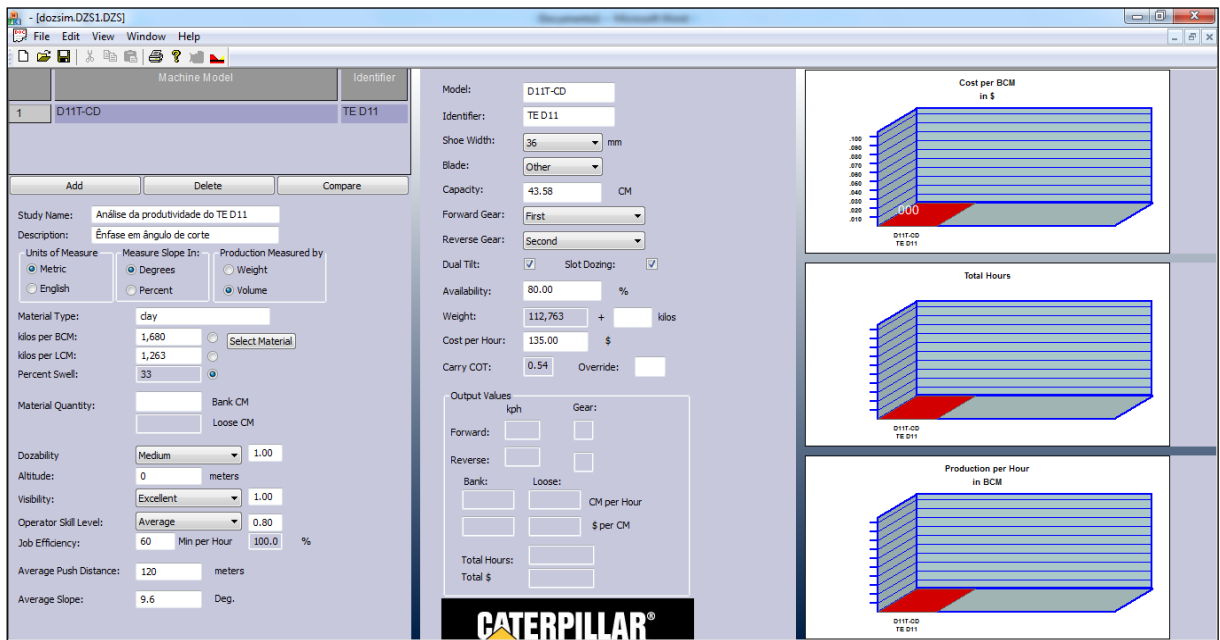 - [dozsim.DZS1.DZS]
File Edit View Window Help
Machine Model Identifier
1 D11T-CD TE D11
Add Delete Compare
Study Name: Análise da produtividade do TE D11
Description: Ênfase em ângulo de corte
Units of Measure Measure Slope In: Production Measured by
Metric Degrees Weight
English Percent Volume
Material Type: clay
kilos per BCM: 1,680 Select Material
kilos per LCM: 1,263
Percent Swell: 33
Material Quantity: Bank CM
Loose CM
Dozability Medium 1.00
Altitude: 0 meters
Visibility: Excellent 1.00
Operator Skill Level: Average 0.80
Job Efficiency: 60 Min per Hour 100.0 %
Average Push Distance: 120 meters
Average Slope: 9.6 Deg.
Model: D11T-CD
Identifier: TE D11
Shoe Width: 36 mm
Blade: Other
Capacity: 43.58 CM
Forward Gear: First
Reverse Gear: Second
Dual Tilt: Slot Dozing:
Availability: 80.00 %
Weight: 112,763 + kilos
Cost per Hour: 135.00 $
Carry COT: 0.54 Override:
Output Values
kph Gear:
Forward:
Reverse:
Bank: Loose:
CM per Hour
$ per CM
Total Hours:
Total $
CATERPILLAR®
Cost per BCM
in $
.100
.090
.080
.070
.060
.050
.040
.030
.020
.010
.000
D11T-CD
TE D11
Total Hours
D11T-CD
TE D11
Production per Hour
in BCM
D11T-CD
TE D11